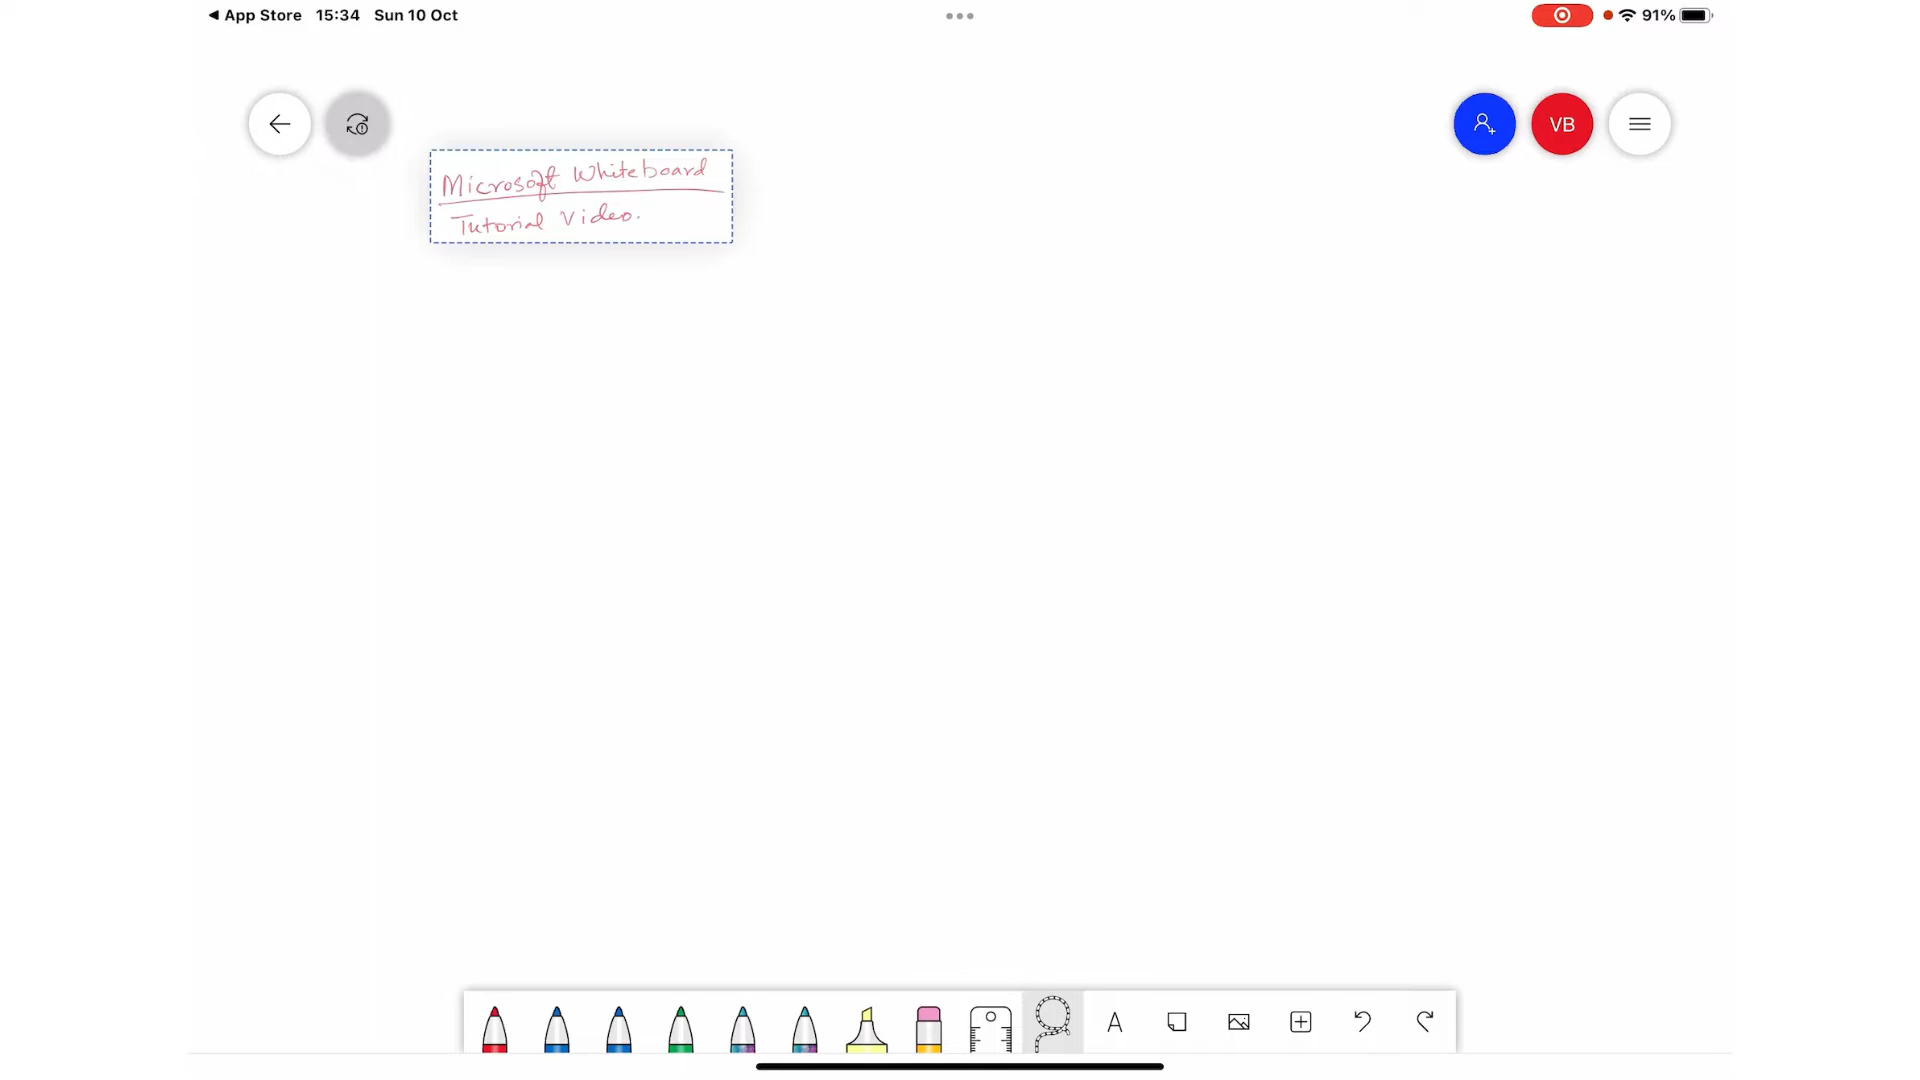 ◀ App Store 15:34 Sun 10 Oct 91%
VB
Microsoft Whiteboard
Tutorial Video.
A